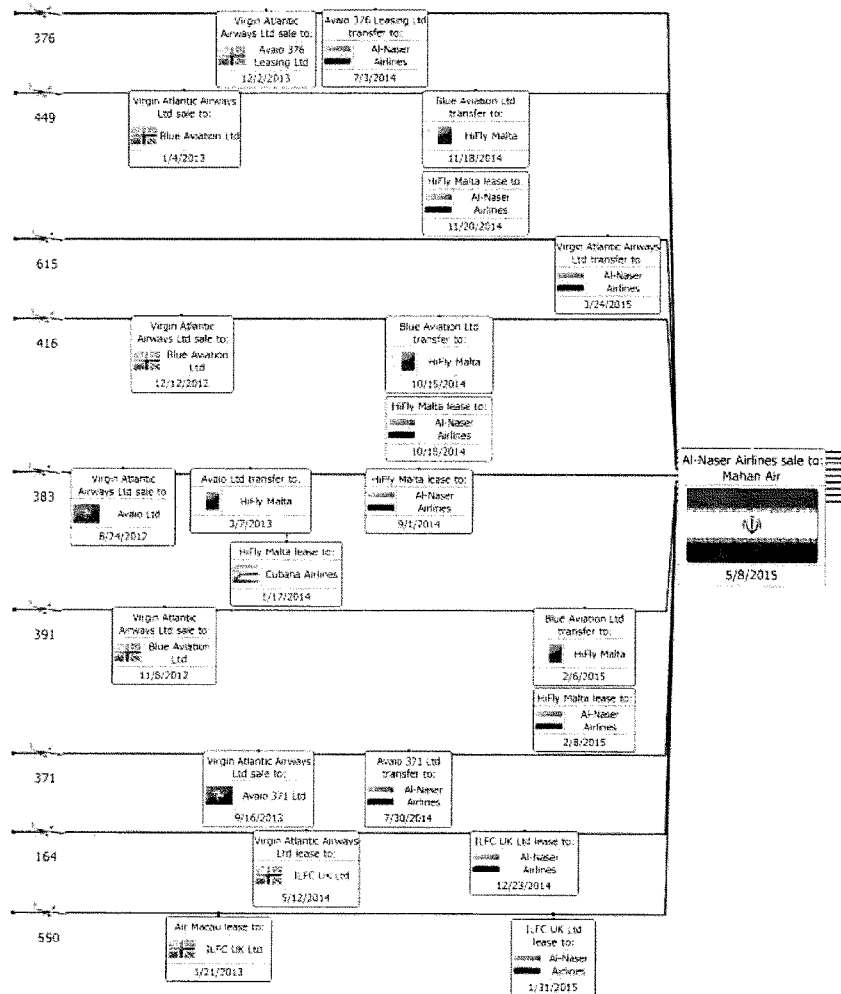 376
Virgin Atlantic
Airways Ltd sale to:
Avaio 376
Leasing Ltd
12/2/2013
Avaio 376 Leasing Ltd
transfer to:
Al-Naser
Airlines
7/3/2014
449
Virgin Atlantic Airways
Ltd sale to:
Blue Aviation Ltd
1/4/2013
Blue Aviation Ltd
transfer to:
HiFly Malta
11/18/2014
HiFly Malta lease to:
Al-Naser
Airlines
11/20/2014
615
Virgin Atlantic Airways
Ltd transfer to
Al-Naser
Airlines
3/24/2015
416
Virgin Atlantic
Airways Ltd sale to:
Blue Aviation
Ltd
12/12/2012
Blue Aviation Ltd
transfer to:
HiFly Malta
10/15/2014
HiFly Malta lease to:
Al-Naser
Airlines
10/18/2014
383
Virgin Atlantic
Airways Ltd sale to
Avaio Ltd
8/24/2012
Avaio Ltd transfer to:
HiFly Malta
3/7/2013
HiFly Malta lease to:
Cubana Airlines
1/17/2014
HiFly Malta lease to:
Al-Naser
Airlines
9/1/2014
391
Virgin Atlantic
Airways Ltd sale to
Blue Aviation
Ltd
11/8/2012
Blue Aviation Ltd
transfer to:
HiFly Malta
2/6/2015
HiFly Malta lease to:
Al-Naser
Airlines
2/8/2015
371
Virgin Atlantic Airways
Ltd sale to:
Avaio 371 Ltd
9/16/2013
Avaio 371 Ltd
transfer to:
Al-Naser
Airlines
7/30/2014
164
Virgin Atlantic Airways
Ltd lease to:
ILFC UK Ltd
5/12/2014
ILFC UK Ltd lease to:
Al-Naser
Airlines
12/23/2014
550
Air Macau lease to:
ILFC UK Ltd
ILFC UK Ltd
lease to:
Al-Naser
Airlines
1/31/2015
Al-Naser Airlines sale to:
Mahan Air
5/8/2015